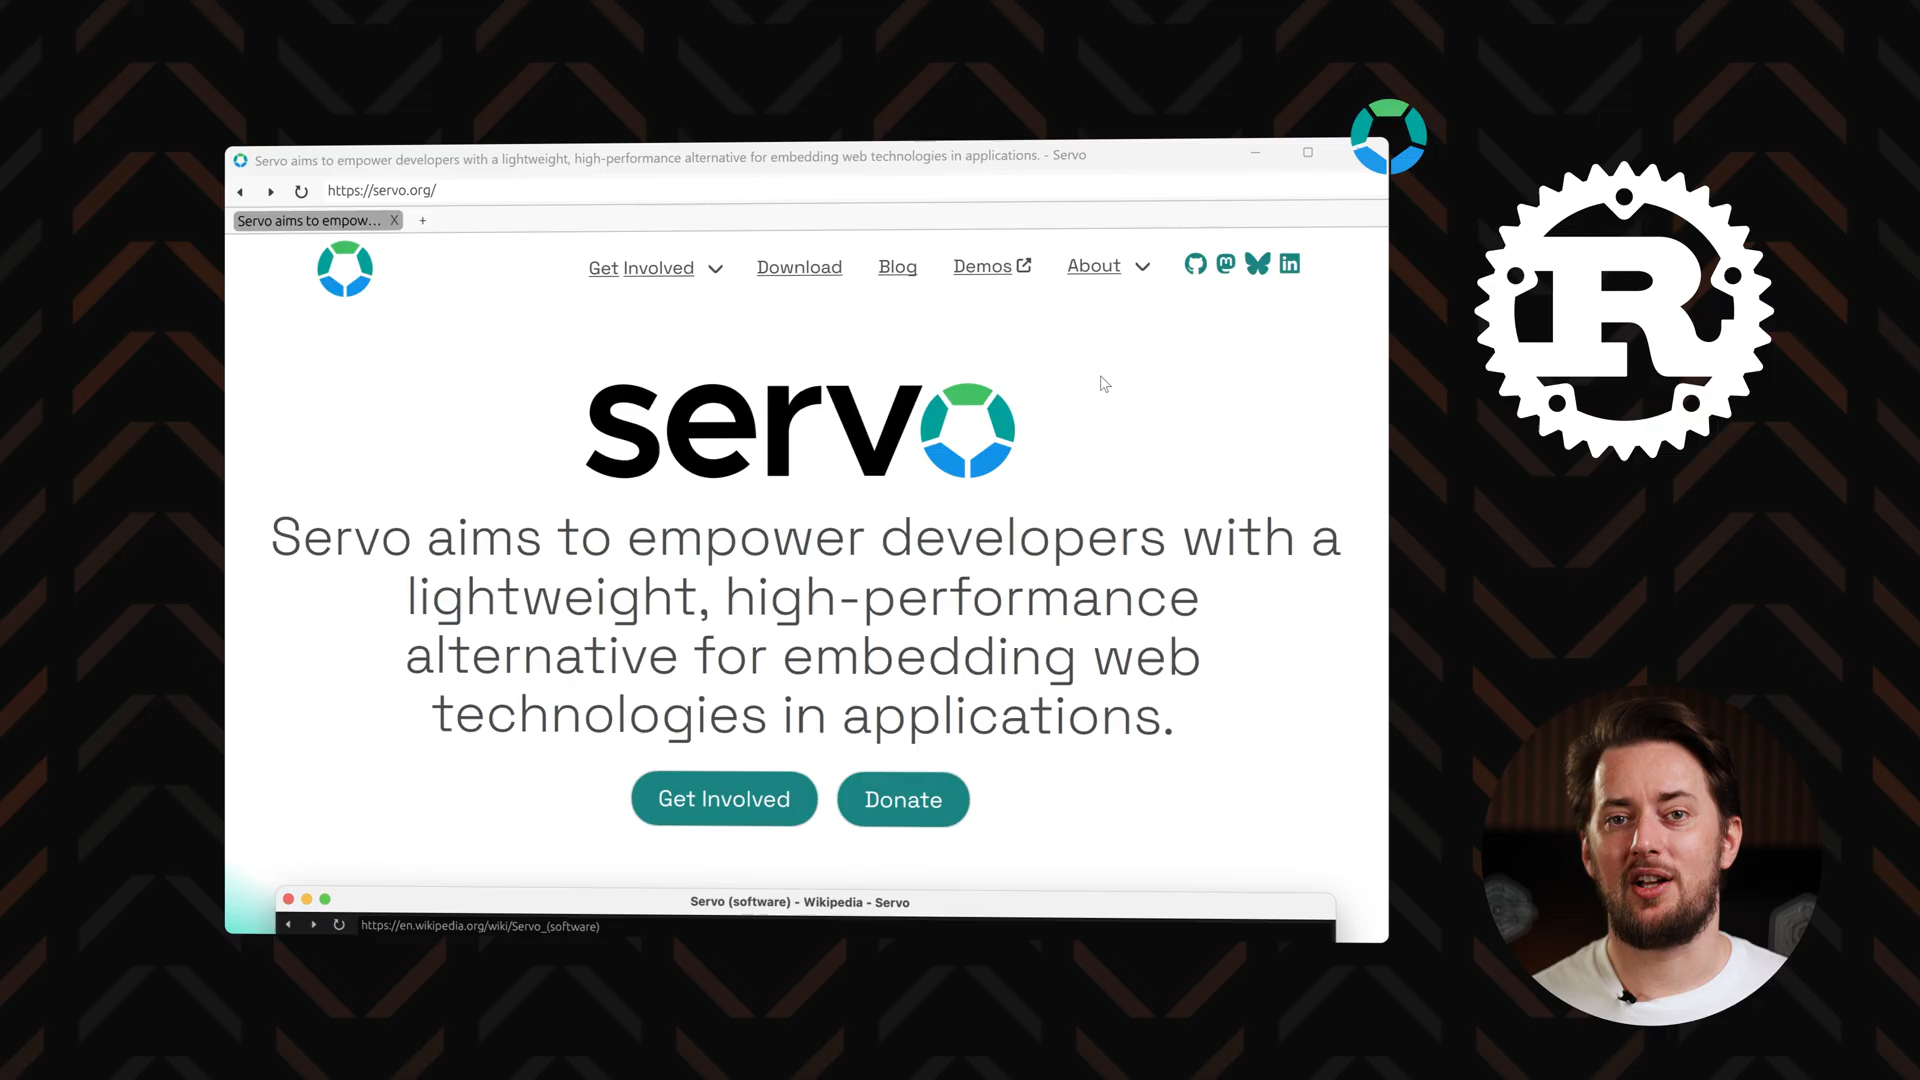 Servo aims to empower developers with a lightweight, high-performance alternative for embedding web technologies in applications. - Servo
https://servo.org/
Servo aims to empow... X +
Get Involved Download Blog Demos About
servo
Servo aims to empower developers with a
lightweight, high-performance
alternative for embedding web
technologies in applications.
Get Involved Donate
Servo (software) - Wikipedia - Servo
https://en.wikipedia.org/wiki/Servo_(software)
R